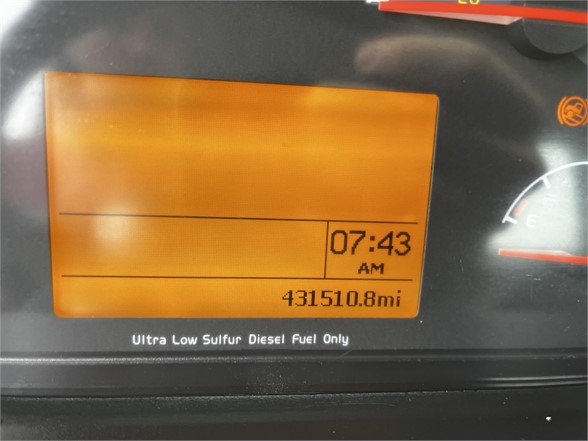 07:43
AM
431510.8mi
Ultra Low Sulfur Diesel Fuel Only
E